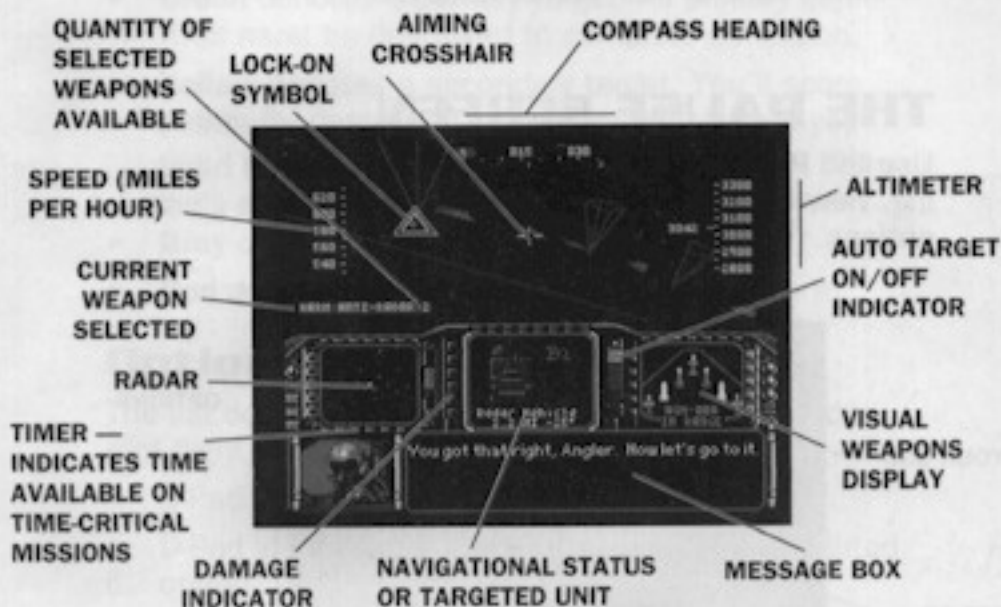 QUANTITY OF
SELECTED
WEAPONS
AVAILABLE
LOCK-ON
SYMBOL
AIMING
CROSSHAIR
COMPASS HEADING
SPEED (MILES
PER HOUR)
ALTIMETER
AUTO TARGET
ON/OFF
INDICATOR
CURRENT
WEAPON
SELECTED
RADAR
VISUAL
WEAPONS
DISPLAY
TIMER —
INDICATES TIME
AVAILABLE ON
TIME-CRITICAL
MISSIONS
You got that right, Angler. Now let's go to it.
DAMAGE
INDICATOR
NAVIGATIONAL STATUS
OR TARGETED UNIT
MESSAGE BOX